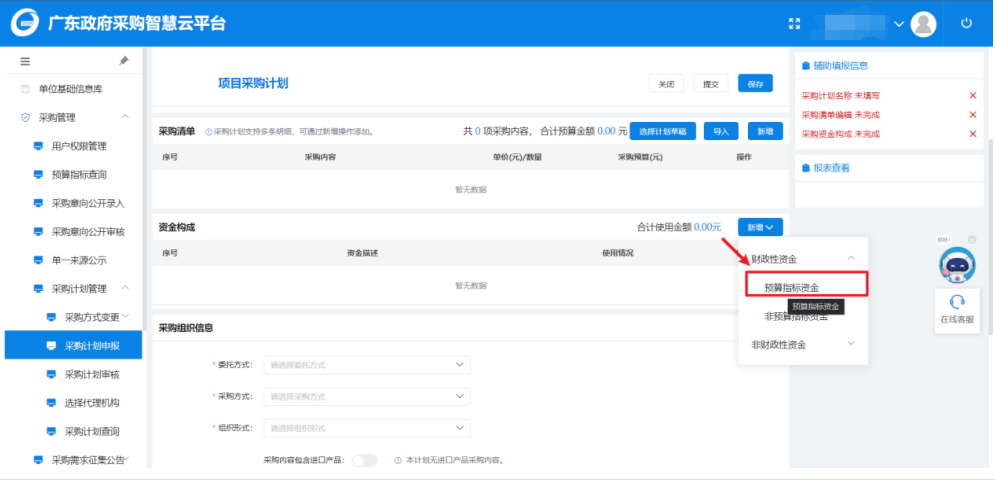 广东政府采购智慧云平台
单位基础信息库
采购管理
用户权限管理
预算指标查询
采购意向公开录入
采购意向公开审核
单一来源公示
采购计划管理
采购方式变更
采购计划申报
采购计划审核
选择代理机构
采购计划查询
采购需求征集公告
项目采购计划
关闭
提交
保存
采购清单 采购计划支持多条明细，可通过新增操作添加。 共 0 项采购内容， 合计预算金额 0.00 元 选择计划草稿 导入 新增
序号 采购内容 单价(元)/数量 采购预算(元) 操作
暂无数据
资金构成 合计使用金额 0.00元 新增
序号 资金描述 使用情况
暂无数据
财政性资金
预算指标资金
预算指标资金
非预算指标资金
非财政性资金
采购组织信息
* 委托方式： 请选择委托方式
* 采购方式： 请选择采购方式
* 组织形式： 请选择组织形式
采购内容包含进口产品： 本计划无进口产品采购内容。
辅助填报信息
采购计划名称 未填写
采购清单编辑 未完成
采购资金构成 未完成
报表查看
在线客服